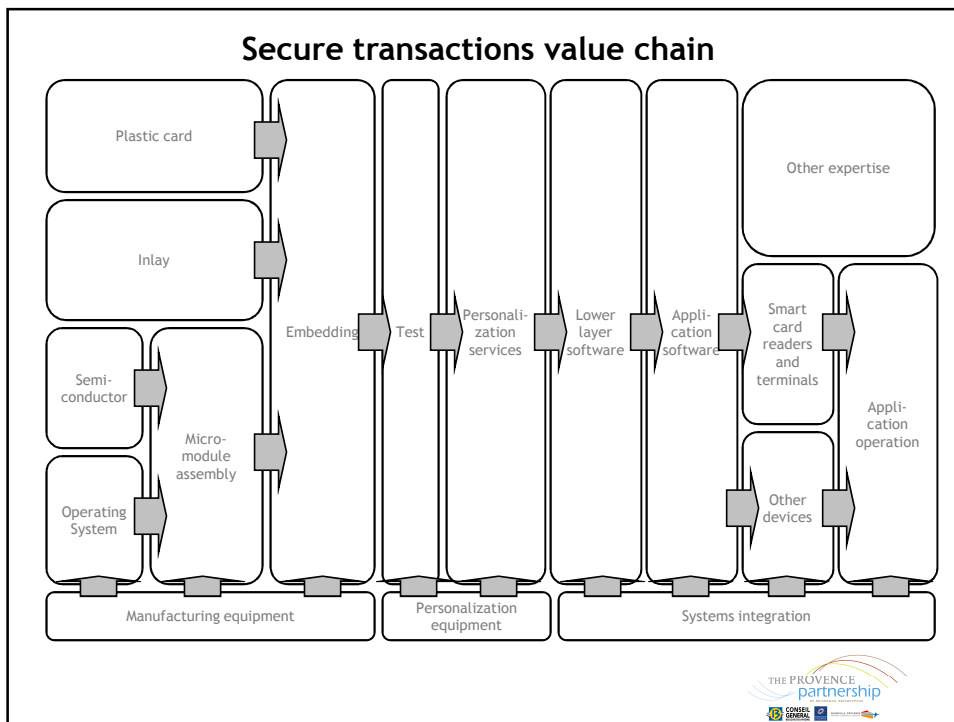 Secure transactions value chain
Plastic card
Other expertise
Inlay
Embedding
Test
Personali-
zation
services
Lower
layer
software
Appli-
cation
software
Smart
card
readers
and
terminals
Semi-
conductor
Micro-
module
assembly
Appli-
cation
operation
Operating
System
Other
devices
Manufacturing equipment
Personalization
equipment
Systems integration
THE PROVENCE
partnership
CONSEIL
GENERAL